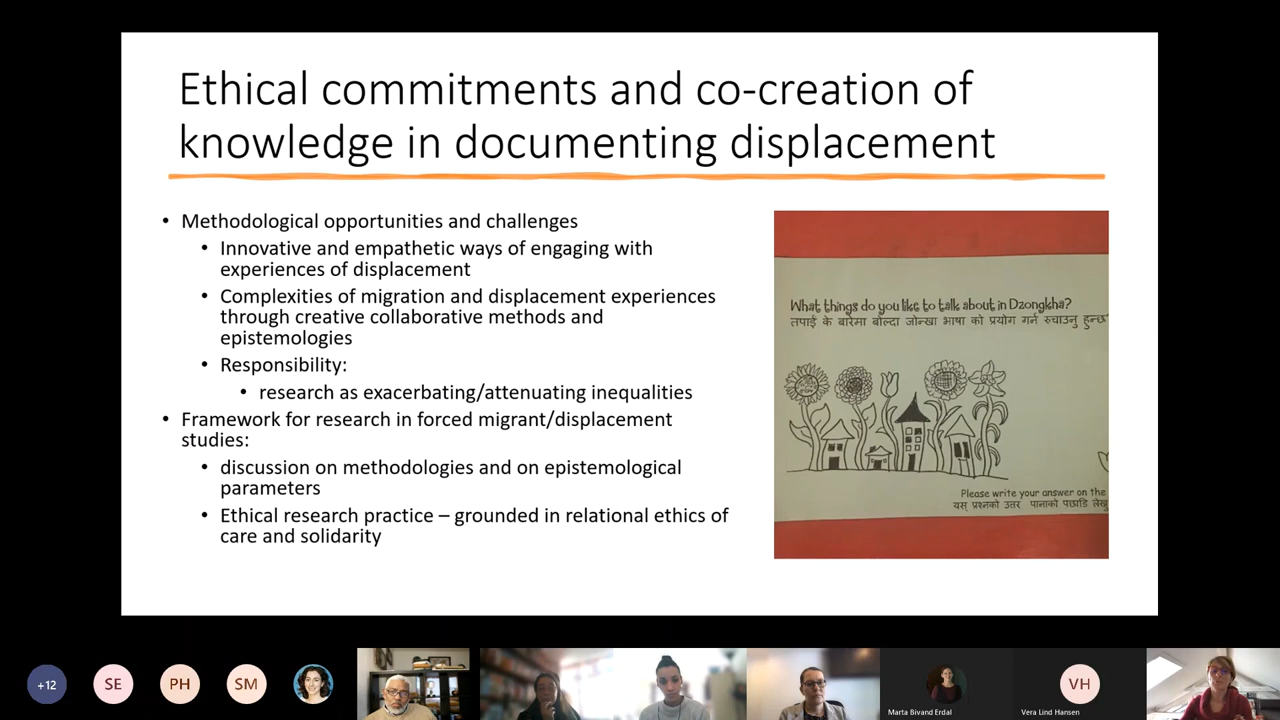 Ethical commitments and co-creation of
knowledge in documenting displacement
• Methodological opportunities and challenges
• Innovative and empathetic ways of engaging with
experiences of displacement
• Complexities of migration and displacement experiences
through creative collaborative methods and
epistemologies
• Responsibility:
• research as exacerbating/attenuating inequalities
• Framework for research in forced migrant/displacement
studies:
• discussion on methodologies and on epistemological
parameters
• Ethical research practice – grounded in relational ethics of
care and solidarity
What things do you like to talk about in Dzongkha?
तपाई के बारेमा बोल्दा जोन्खा भाषा को प्रयोग गर्न रुचाउनु हुन्छ
Please write your answer on the
यस् प्रश्नको उत्तर पानाको पछाडि
+12
SE
PH
SM
Marta Bivand Erdal
VH
Vera Lind Hansen